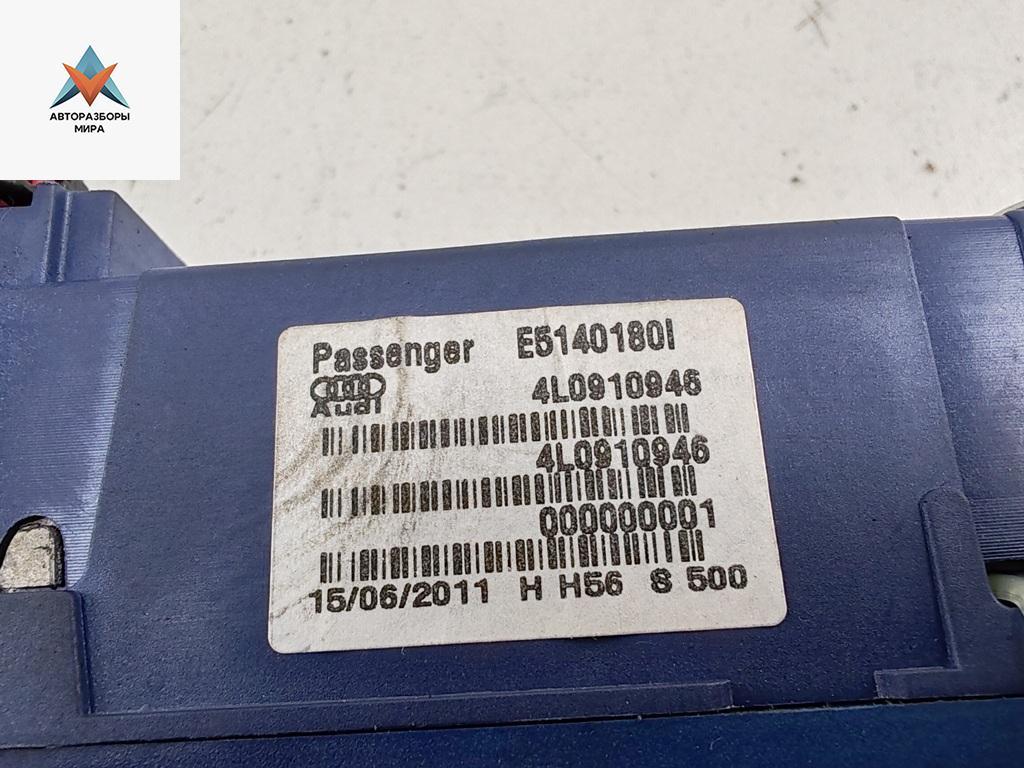 АВТОРАЗБОРЫ
МИРА
Passenger E5140180I
Audi 4L0910946
4L0910946
000000001
15/06/2011 H H56 S 500